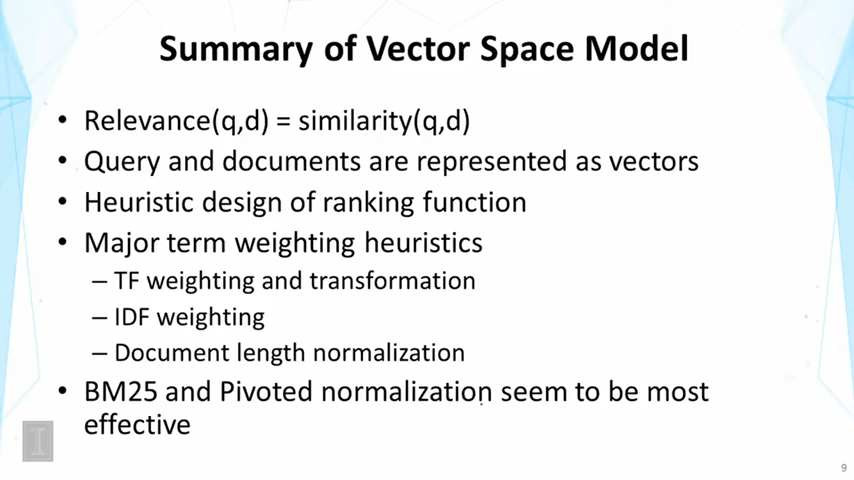 Summary of Vector Space Model
• Relevance(q,d) = similarity(q,d)
• Query and documents are represented as vectors
• Heuristic design of ranking function
• Major term weighting heuristics
– TF weighting and transformation
– IDF weighting
– Document length normalization
• BM25 and Pivoted normalization seem to be most
effective
I
9